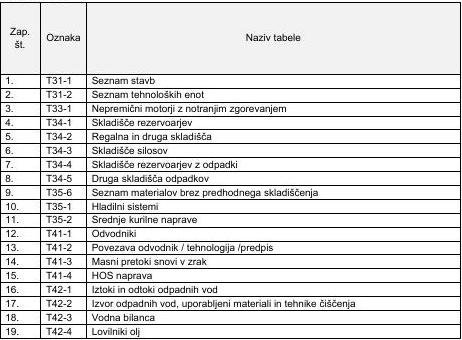 Zap. št. Oznaka Naziv tabele
1. T31-1 Seznam stavb
2. T31-2 Seznam tehnoloških enot
3. T33-1 Nepremični motorji z notranjim zgorevanjem
4. T34-1 Skladišče rezervoarjev
5. T34-2 Regalna in druga skladišča
6. T34-3 Skladišče silosov
7. T34-4 Skladišče rezervoarjev z odpadki
8. T34-5 Druga skladišča odpadkov
9. T35-6 Seznam materialov brez predhodnega skladiščenja
10. T35-1 Hladilni sistemi
11. T35-2 Srednje kurilne naprave
12. T41-1 Odvodniki
13. T41-2 Povezava odvodnik / tehnologija /predpis
14. T41-3 Masni pretoki snovi v zrak
15. T41-4 HOS naprava
16. T42-1 Iztoki in odtoki odpadnih vod
17. T42-2 Izvor odpadnih vod, uporabljeni materiali in tehnike čiščenja
18. T42-3 Vodna bilanca
19. T42-4 Lovilniki olj